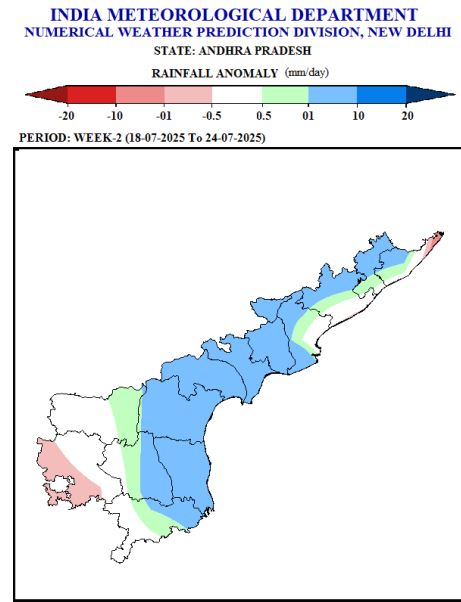 INDIA METEOROLOGICAL DEPARTMENT
NUMERICAL WEATHER PREDICTION DIVISION, NEW DELHI
STATE: ANDHRA PRADESH
RAINFALL ANOMALY (mm/day)
-20 -10 -01 -0.5 0.5 01 10 20
PERIOD: WEEK-2 (18-07-2025 To 24-07-2025)